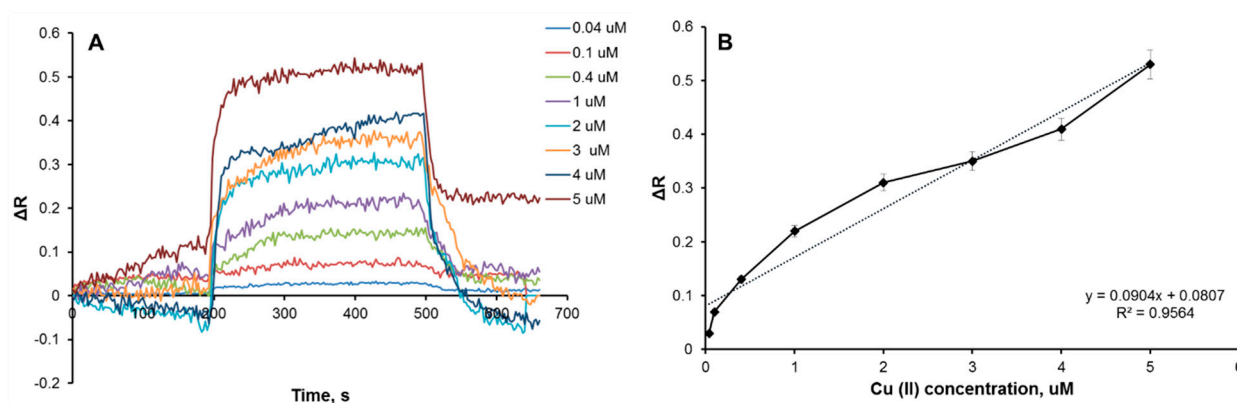 A
0.6
0.5
0.4
0.3
0.2
0.1
0
-0.1
-0.2
ΔR
0 100 200 300 400 500 600 700
Time, s
0.04 uM
0.1 uM
0.4 uM
1 uM
2 uM
3 uM
4 uM
5 uM
B
0.6
0.5
0.4
0.3
0.2
0.1
0
ΔR
y = 0.0904x + 0.0807
R² = 0.9564
0 1 2 3 4 5 6
Cu (II) concentration, uM